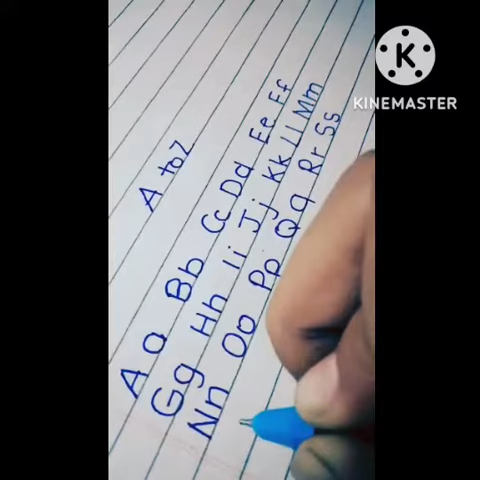 A to Z
Aa Bb Cc Dd Ee Ff
Gg Hh Ii Jj Kk Ll Mm
Nn Oo Pp Qq Rr Ss
K
KINEMASTER